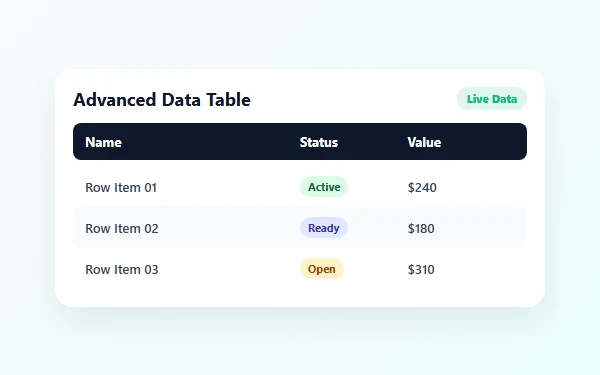 Advanced Data Table Live Data
Name Status Value
Row Item 01 Active $240
Row Item 02 Ready $180
Row Item 03 Open $310